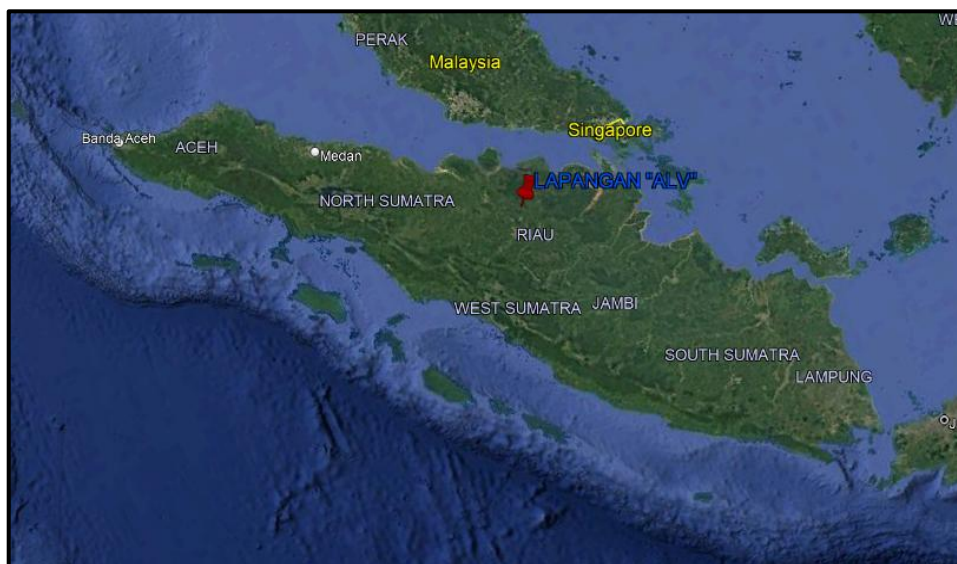 PERAK
Malaysia
Singapore
Banda Aceh
ACEH
Medan
LAPANGAN "ALV"
NORTH SUMATRA
RIAU
WEST SUMATRA
JAMBI
SOUTH SUMATRA
LAMPUNG